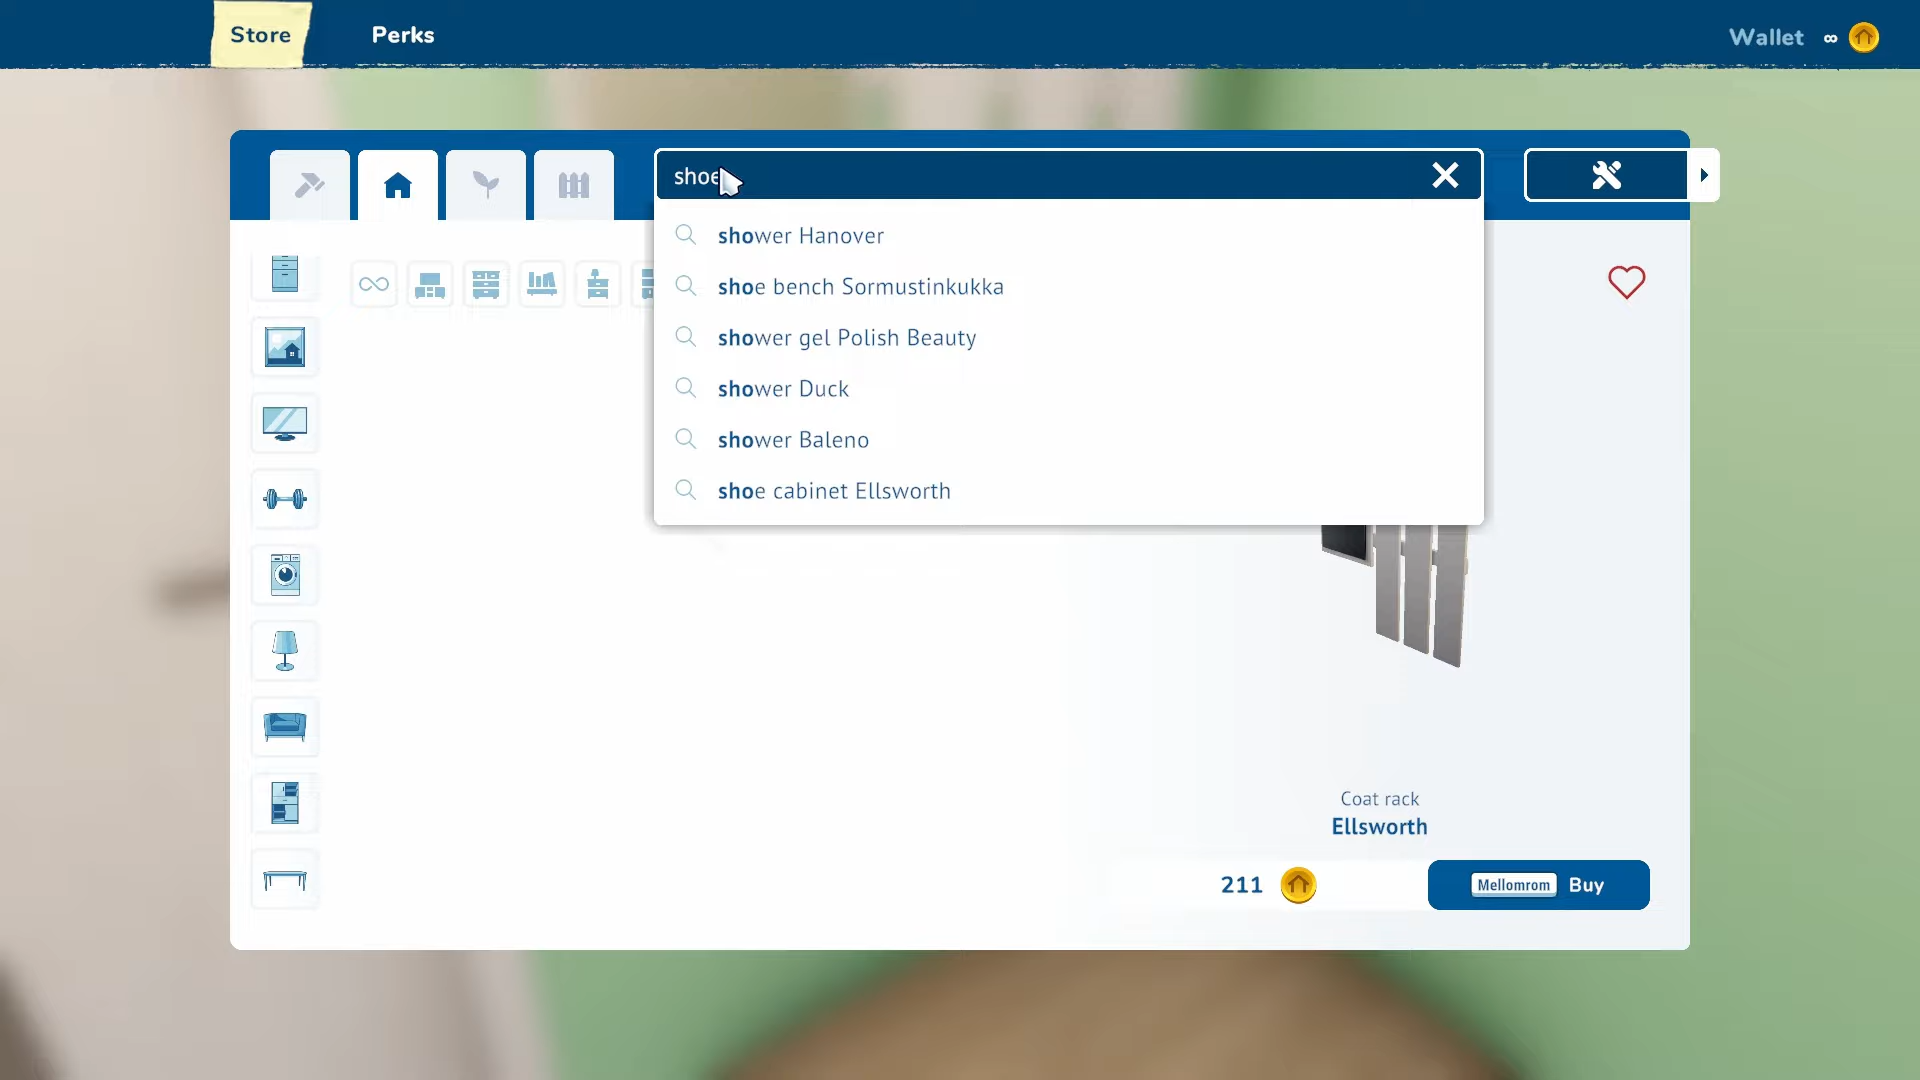 Store
Perks
Wallet ∞
shoe
shower Hanover
shoe bench Sormustinkukka
shower gel Polish Beauty
shower Duck
shower Baleno
shoe cabinet Ellsworth
Coat rack
Ellsworth
211
Mellomrom Buy